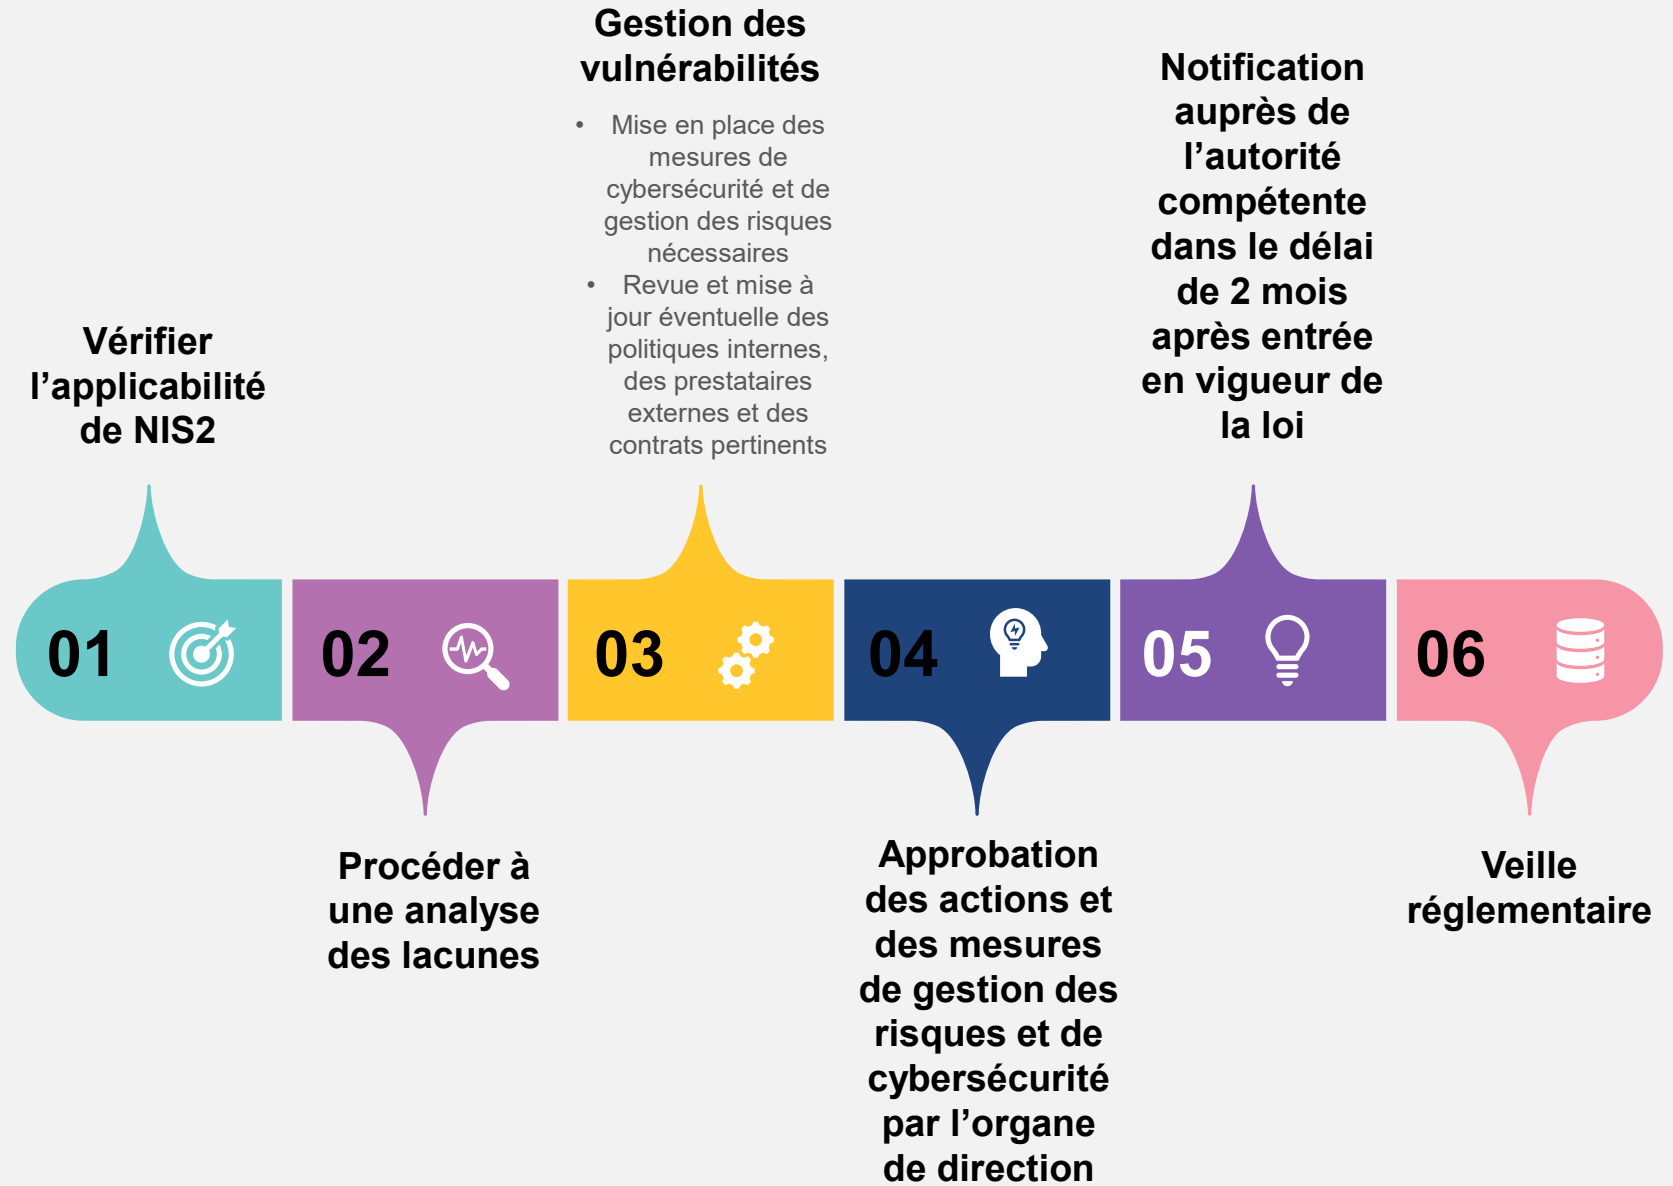 Gestion des
vulnérabilités
• Mise en place des
mesures de
cybersécurité et de
gestion des risques
nécessaires
• Revue et mise à
jour éventuelle des
politiques internes,
des prestataires
externes et des
contrats pertinents
Notification
auprès de
l’autorité
compétente
dans le délai
de 2 mois
après entrée
en vigueur de
la loi
Vérifier
l’applicabilité
de NIS2
01
02
03
04
05
06
Procéder à
une analyse
des lacunes
Approbation
des actions et
des mesures
de gestion des
risques et de
cybersécurité
par l’organe
de direction
Veille
réglementaire